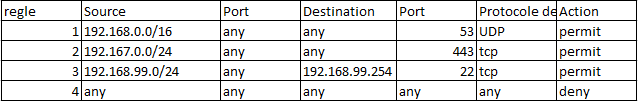 regle Source Port Destination Port Protocole de Action
1 192.168.0.0/16 any any 53 UDP permit
2 192.167.0.0/24 any any 443 tcp permit
3 192.168.99.0/24 any 192.168.99.254 22 tcp permit
4 any any any any any deny